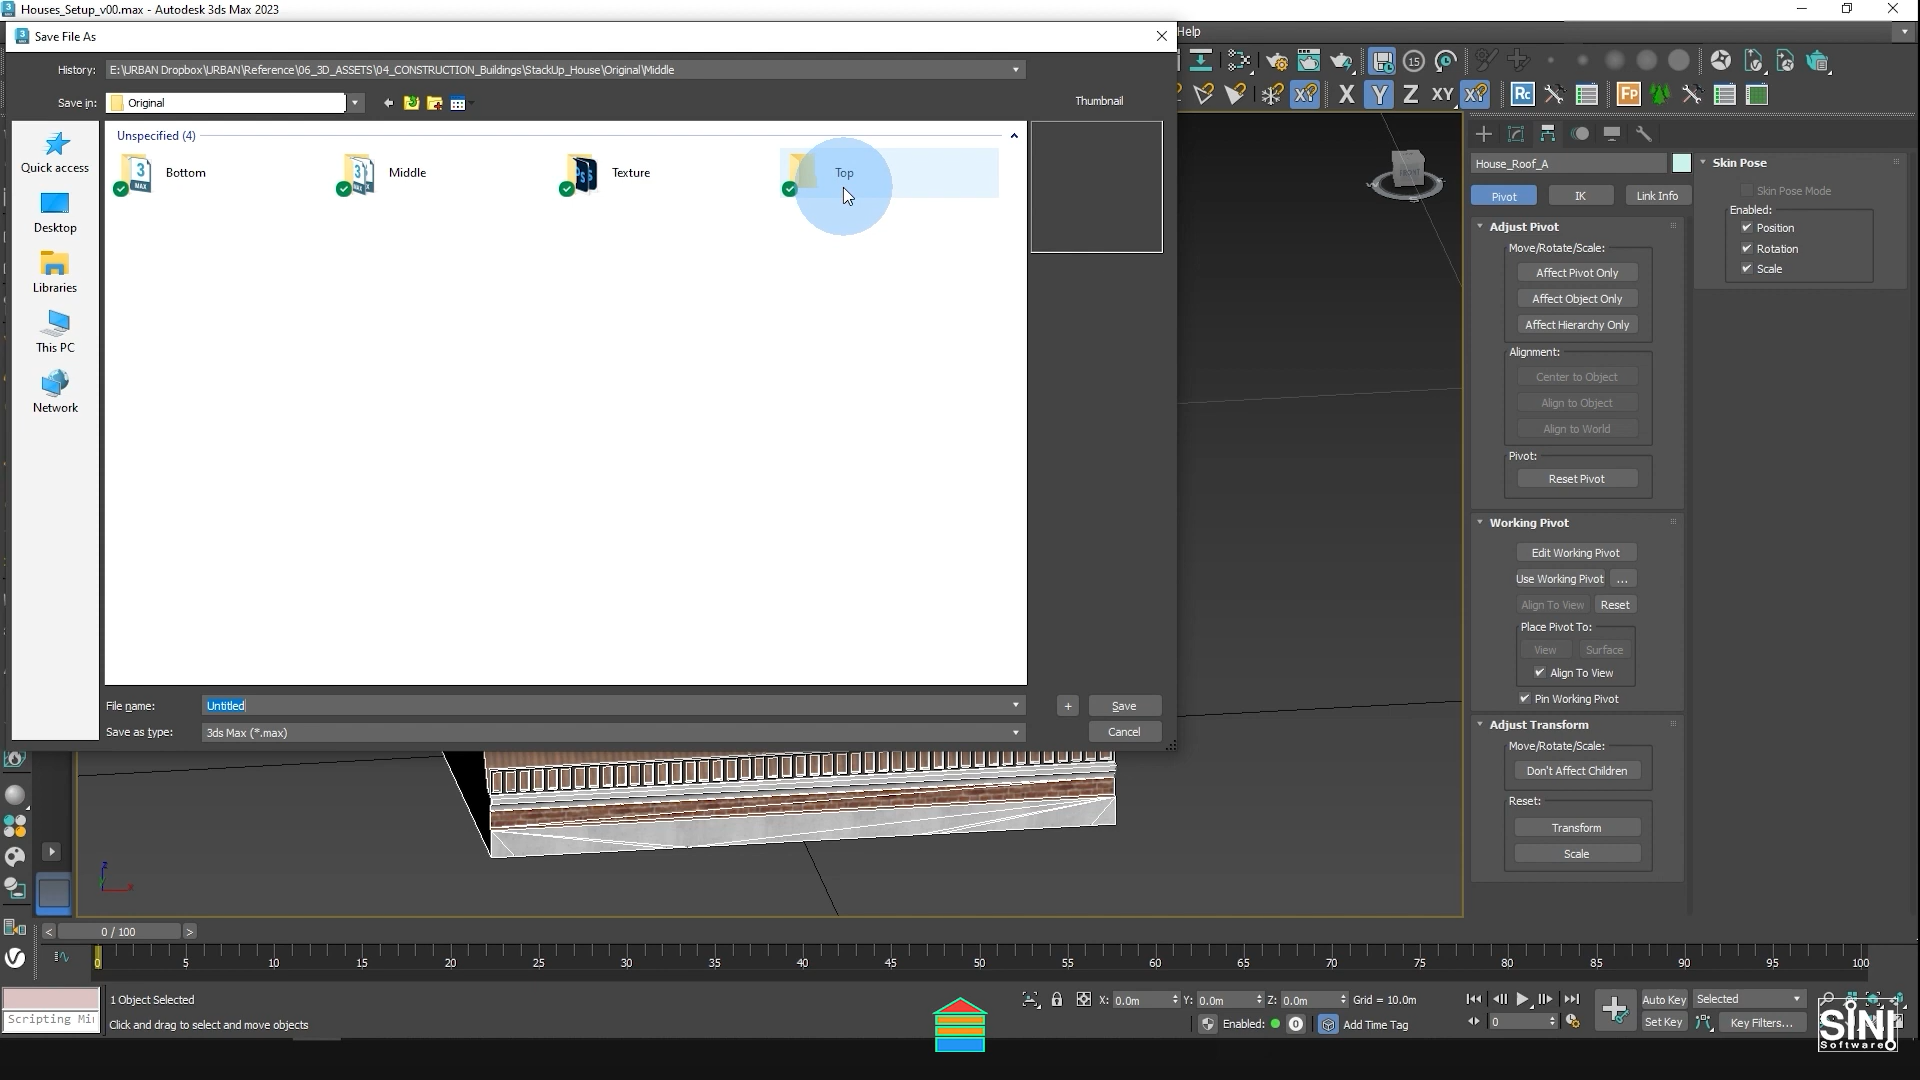 Houses_Setup_v00.max - Autodesk 3ds Max 2023
Save File As
Help
History:
E:\URBAN Dropbox\URBAN\Reference\06_3D_ASSETS\04_CONSTRUCTION_Buildings\StackUp_House\Original\Middle
Save in:
Original
Thumbnail
Unspecified (4)
Bottom
Middle
Texture
Top
Quick access
Desktop
Libraries
This PC
Network
File name:
Untitled
Save
Save as type:
3ds Max (*.max)
Cancel
15
X
Y
Z
XY
Rc
Fp
FRONT
House_Roof_A
Pivot
IK
Link Info
Adjust Pivot
Move/Rotate/Scale:
Affect Pivot Only
Affect Object Only
Affect Hierarchy Only
Alignment:
Center to Object
Align to Object
Align to World
Pivot:
Reset Pivot
Working Pivot
Edit Working Pivot
Use Working Pivot
...
Align To View
Reset
Place Pivot To:
View
Surface
Align To View
Pin Working Pivot
Adjust Transform
Move/Rotate/Scale:
Don't Affect Children
Reset:
Transform
Scale
Skin Pose
Skin Pose Mode
Enabled:
Position
Rotation
Scale
z
x
< 0 / 100 >
0 5 10 15 20 25 30 35 40 45 50 55 60 65 70 75 80 85 90 95 100
1 Object Selected
Scripting Mi
Click and drag to select and move objects
X: 0.0m Y: 0.0m Z: 0.0m Grid = 10.0m
Enabled: 0 Add Time Tag
0
Auto Key
Selected
Set Key
Key Filters...
SiNi
Software